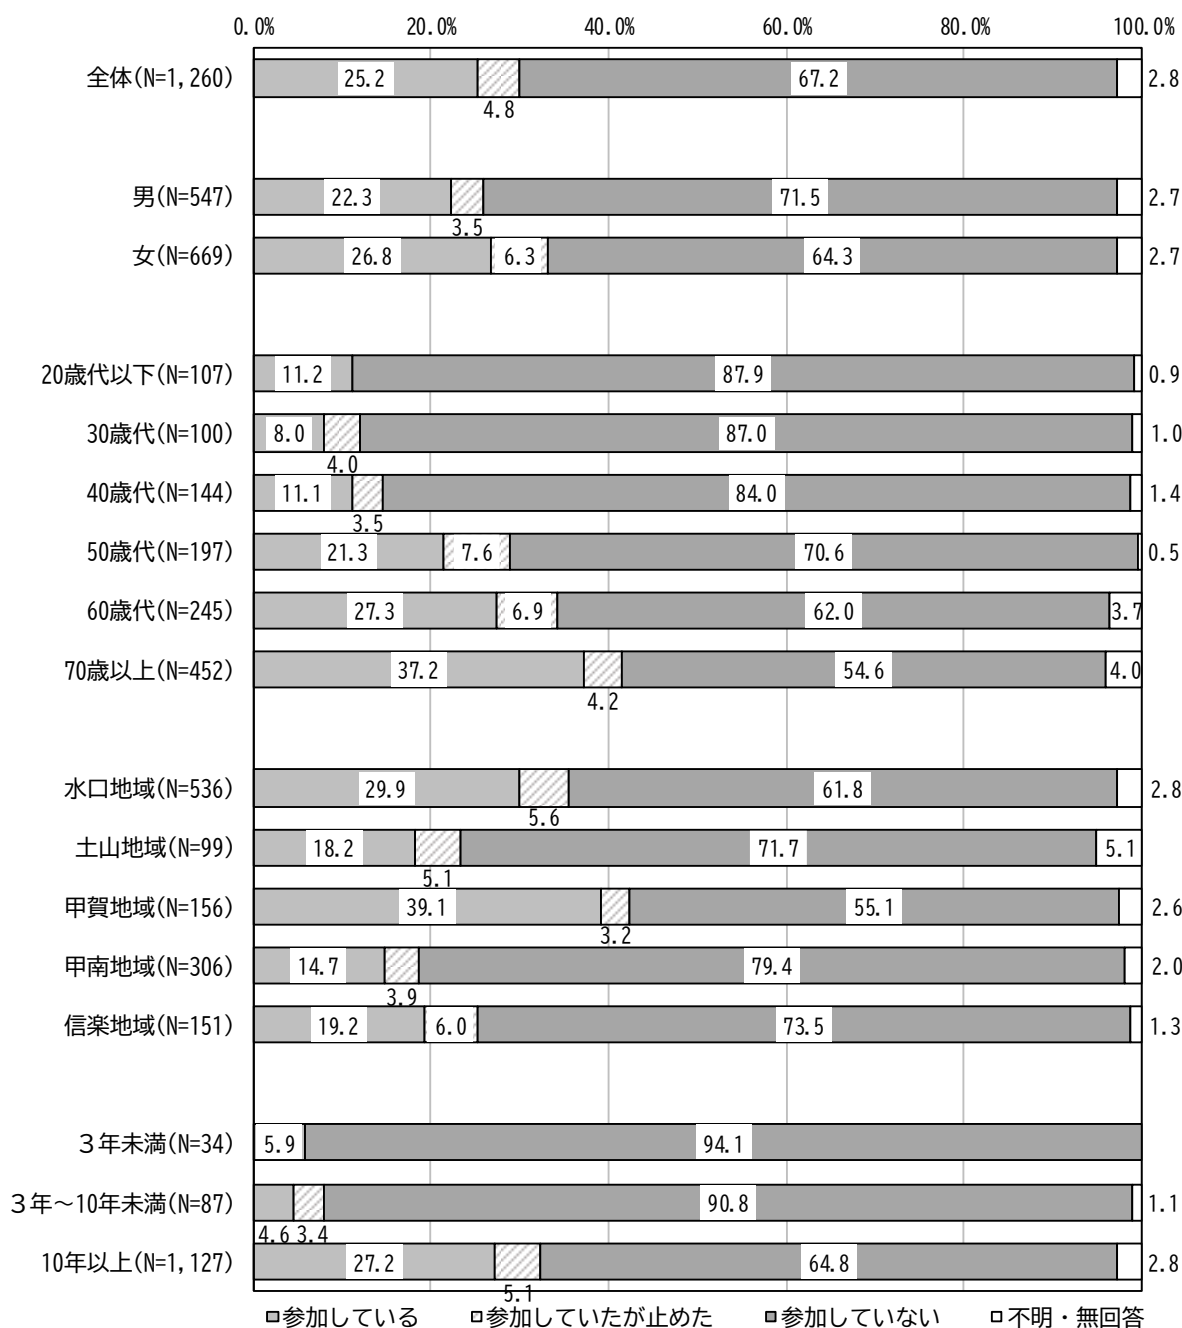 0.0% 20.0% 40.0% 60.0% 80.0% 100.0%
全体(N=1,260) 25.2 4.8 67.2 2.8
男(N=547) 22.3 3.5 71.5 2.7
女(N=669) 26.8 6.3 64.3 2.7
20歳代以下(N=107) 11.2 87.9 0.9
30歳代(N=100) 8.0 4.0 87.0 1.0
40歳代(N=144) 11.1 3.5 84.0 1.4
50歳代(N=197) 21.3 7.6 70.6 0.5
60歳代(N=245) 27.3 6.9 62.0 3.7
70歳以上(N=452) 37.2 4.2 54.6 4.0
水口地域(N=536) 29.9 5.6 61.8 2.8
土山地域(N=99) 18.2 5.1 71.7 5.1
甲賀地域(N=156) 39.1 3.2 55.1 2.6
甲南地域(N=306) 14.7 3.9 79.4 2.0
信楽地域(N=151) 19.2 6.0 73.5 1.3
３年未満(N=34) 5.9 94.1
３年～10年未満(N=87) 4.6 3.4 90.8 1.1
10年以上(N=1,127) 27.2 5.1 64.8 2.8
参加している 参加していたが止めた 参加していない 不明・無回答